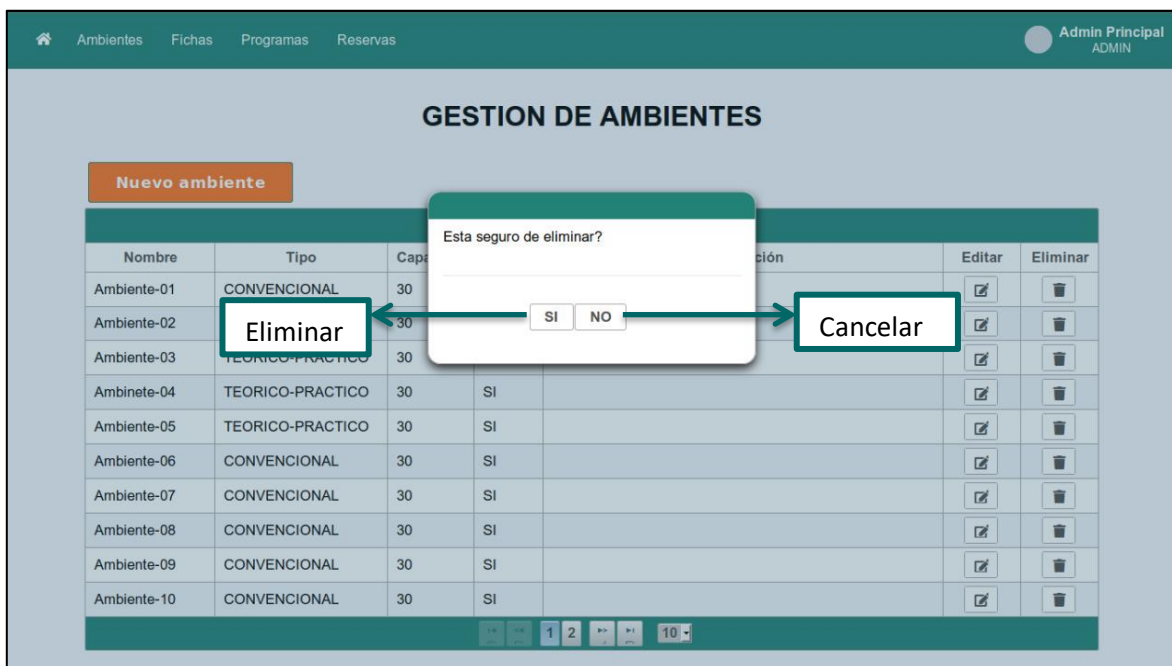 Ambientes Fichas Programas Reservas Admin Principal
ADMIN
GESTION DE AMBIENTES
Nuevo ambiente
Esta seguro de eliminar?
Nombre Tipo Capa ción Editar Eliminar
Ambiente-01 CONVENCIONAL 30
SI NO
Eliminar Cancelar
Ambiente-02 30
Ambiente-03 TEORICO-PRACTICO 30
Ambinete-04 TEORICO-PRACTICO 30 SI
Ambiente-05 TEORICO-PRACTICO 30 SI
Ambiente-06 CONVENCIONAL 30 SI
Ambiente-07 CONVENCIONAL 30 SI
Ambiente-08 CONVENCIONAL 30 SI
Ambiente-09 CONVENCIONAL 30 SI
Ambiente-10 CONVENCIONAL 30 SI
1 2 10